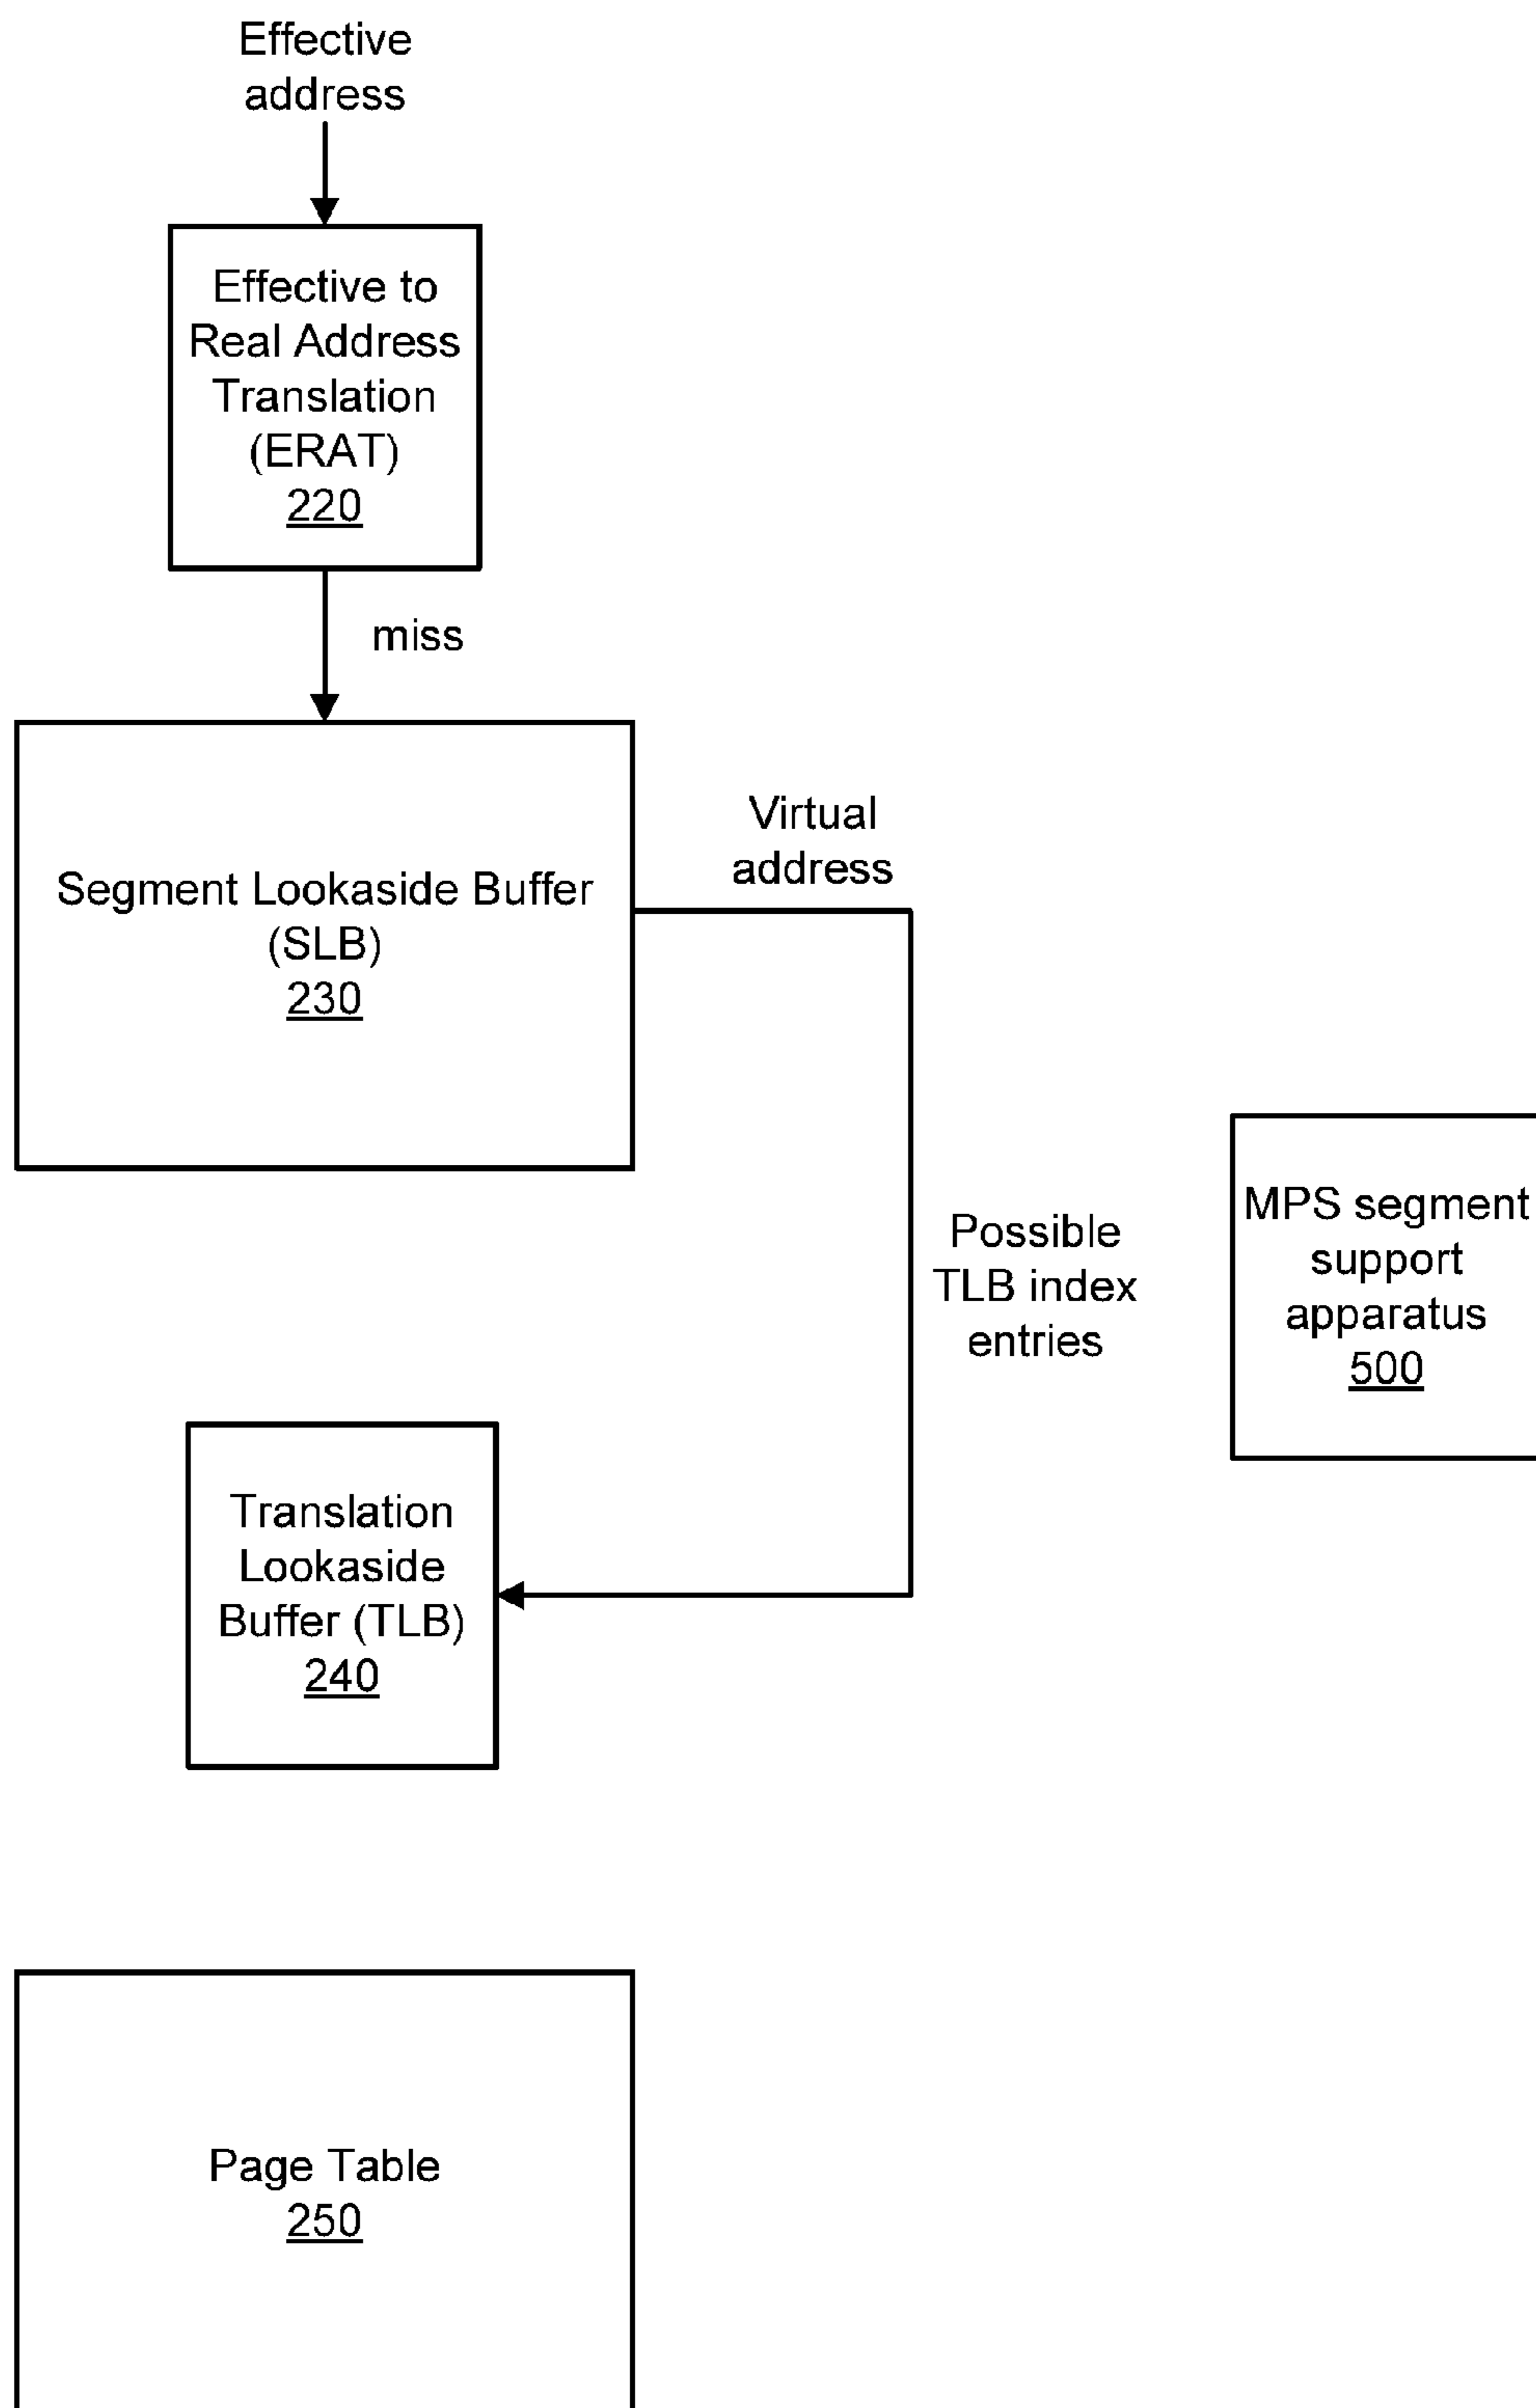 Effective
address
Effective to
Real Address
Translation
(ERAT)
220
miss
Segment Lookaside Buffer
(SLB)
230
Virtual
address
Possible
TLB index
entries
MPS segment
support
apparatus
500
Translation
Lookaside
Buffer (TLB)
240
Page Table
250